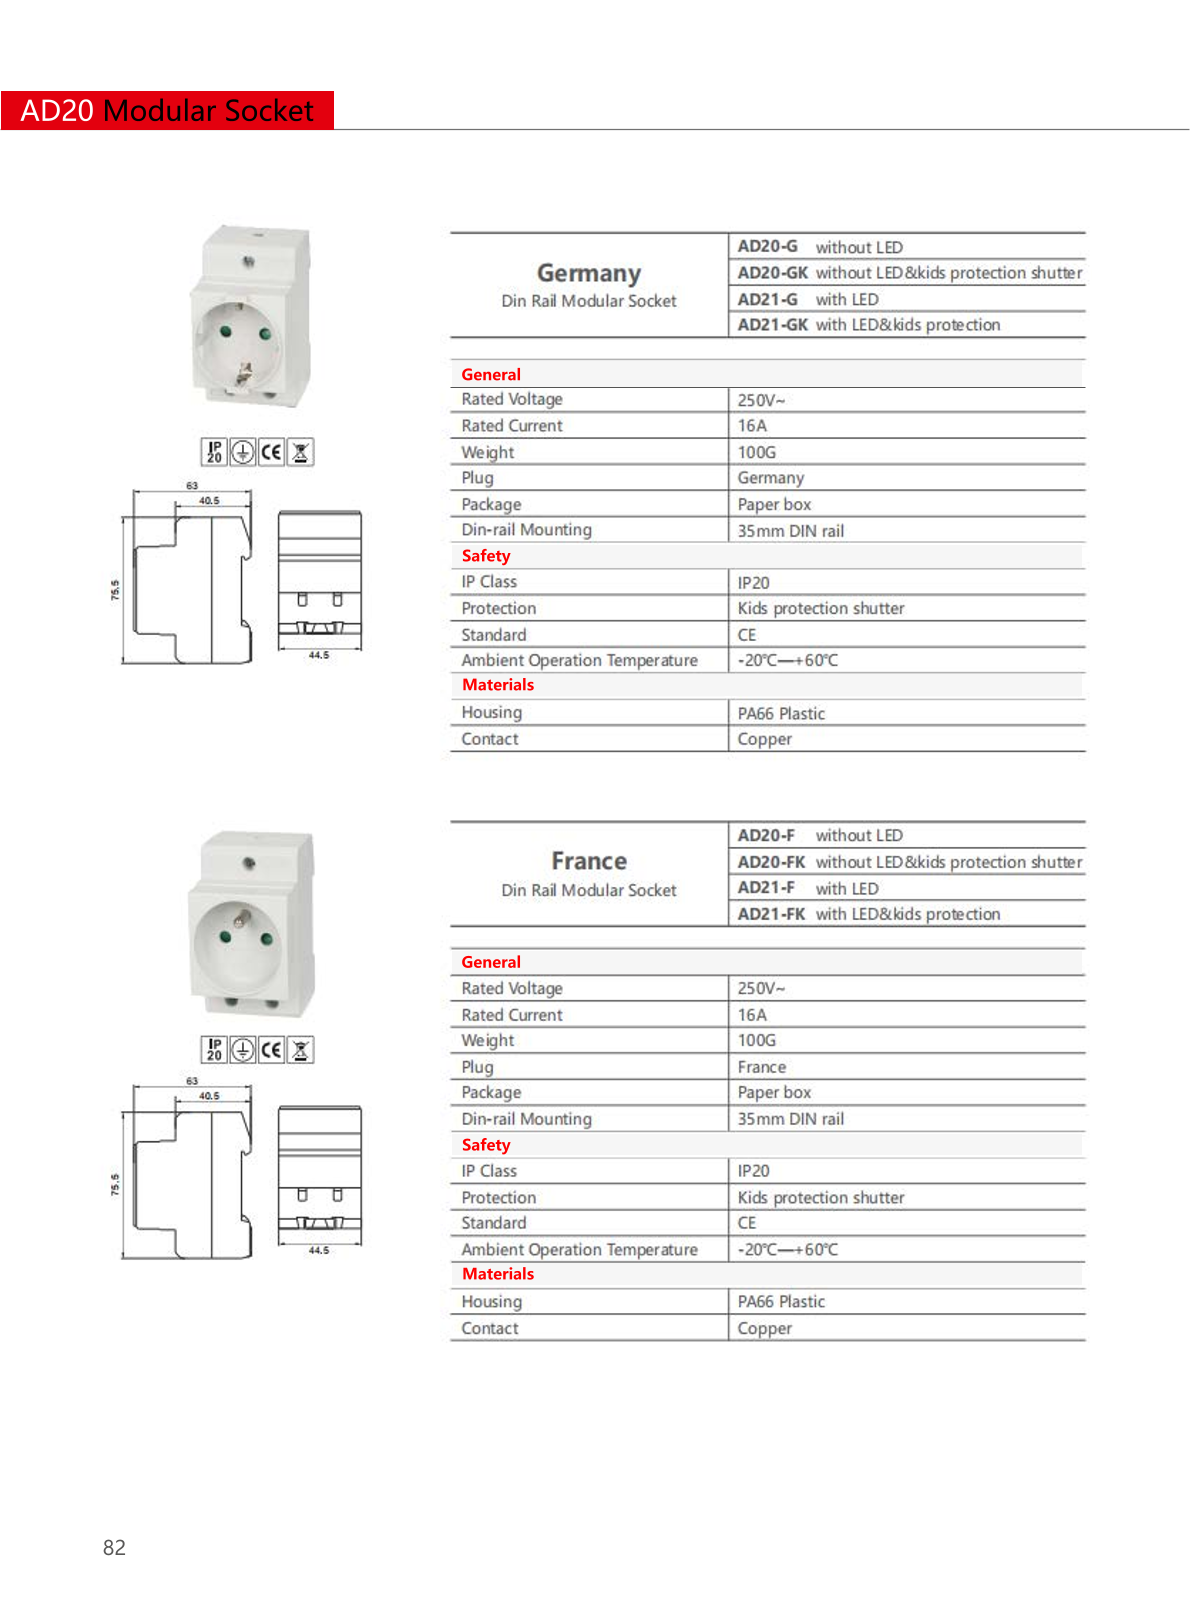 AD20 Modular Socket
Germany
Din Rail Modular Socket
AD20-G without LED
AD20-GK without LED&kids protection shutter
AD21-G with LED
AD21-GK with LED&kids protection
IP
20
CE
63
40.5
75.5
44.5
General
Rated Voltage 250V~
Rated Current 16A
Weight 100G
Plug Germany
Package Paper box
Din-rail Mounting 35mm DIN rail
Safety
IP Class IP20
Protection Kids protection shutter
Standard CE
Ambient Operation Temperature -20℃—+60℃
Materials
Housing PA66 Plastic
Contact Copper
France
Din Rail Modular Socket
AD20-F without LED
AD20-FK without LED&kids protection shutter
AD21-F with LED
AD21-FK with LED&kids protection
IP
20
CE
63
40.5
75.5
44.5
General
Rated Voltage 250V~
Rated Current 16A
Weight 100G
Plug France
Package Paper box
Din-rail Mounting 35mm DIN rail
Safety
IP Class IP20
Protection Kids protection shutter
Standard CE
Ambient Operation Temperature -20℃—+60℃
Materials
Housing PA66 Plastic
Contact Copper
82